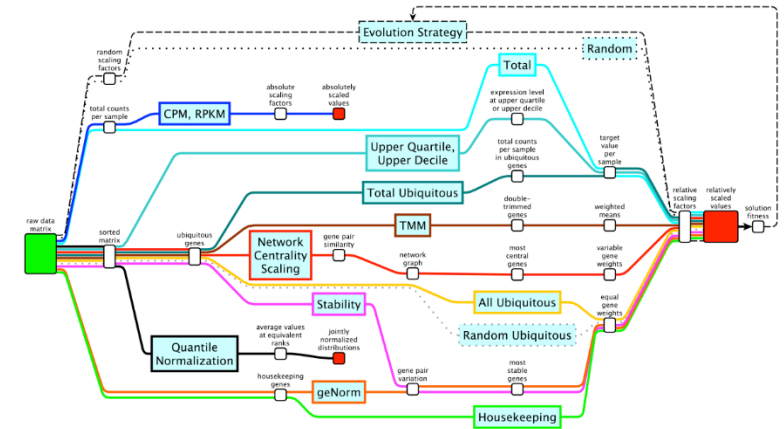 Evolution Strategy
Random
random
scaling
factors
Total
total counts
per sample
CPM, RPKM
absolute
scaling
factors
absolutely
scaled
values
expression level
at upper quartile
or upper decile
Upper Quartile,
Upper Decile
total counts
per sample
in ubiquitous
genes
target
value
per
sample
Total Ubiquitous
raw data
matrix
sorted
matrix
ubiquitous
genes
TMM
double-
trimmed
genes
weighted
means
relative
scaling
factors
relatively
scaled
values
solution
fitness
Network
Centrality
Scaling
gene pair
similarity
network
graph
most
central
genes
variable
gene
weights
Stability
All Ubiquitous
equal
gene
weights
Random Ubiquitous
Quantile
Normalization
average values
at equivalent
ranks
jointly
normalized
distributions
housekeeping
genes
geNorm
gene pair
variation
most
stable
genes
Housekeeping